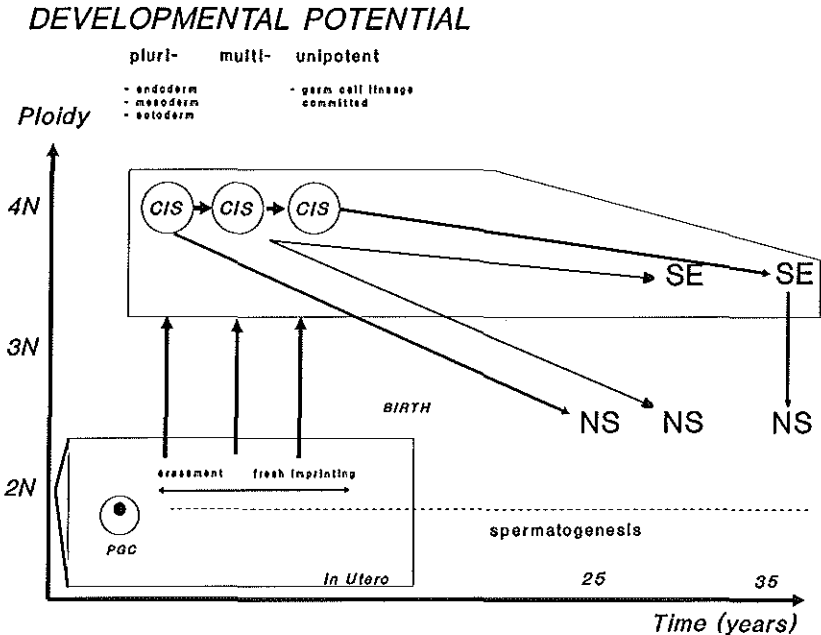 DEVELOPMENTAL POTENTIAL
pluri- multi- unipotent
- endoderm
- mesoderm
- ectoderm
- germ cell lineage
committed
Ploidy
4N
CIS CIS CIS
SE SE
3N
BIRTH
NS NS NS
erasement fresh imprinting
2N
PGC
spermatogenesis
In Utero 25 35
Time (years)